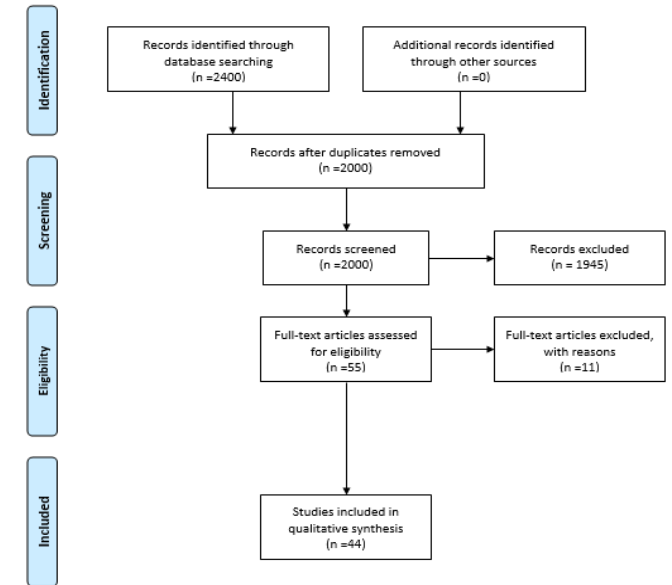 Identification
Records identified through
database searching
(n =2400)
Additional records identified
through other sources
(n =0)
Records after duplicates removed
(n =2000)
Screening
Records screened
(n =2000)
Records excluded
(n = 1945)
Eligibility
Full-text articles assessed
for eligibility
(n =55)
Full-text articles excluded,
with reasons
(n =11)
Included
Studies included in
qualitative synthesis
(n =44)